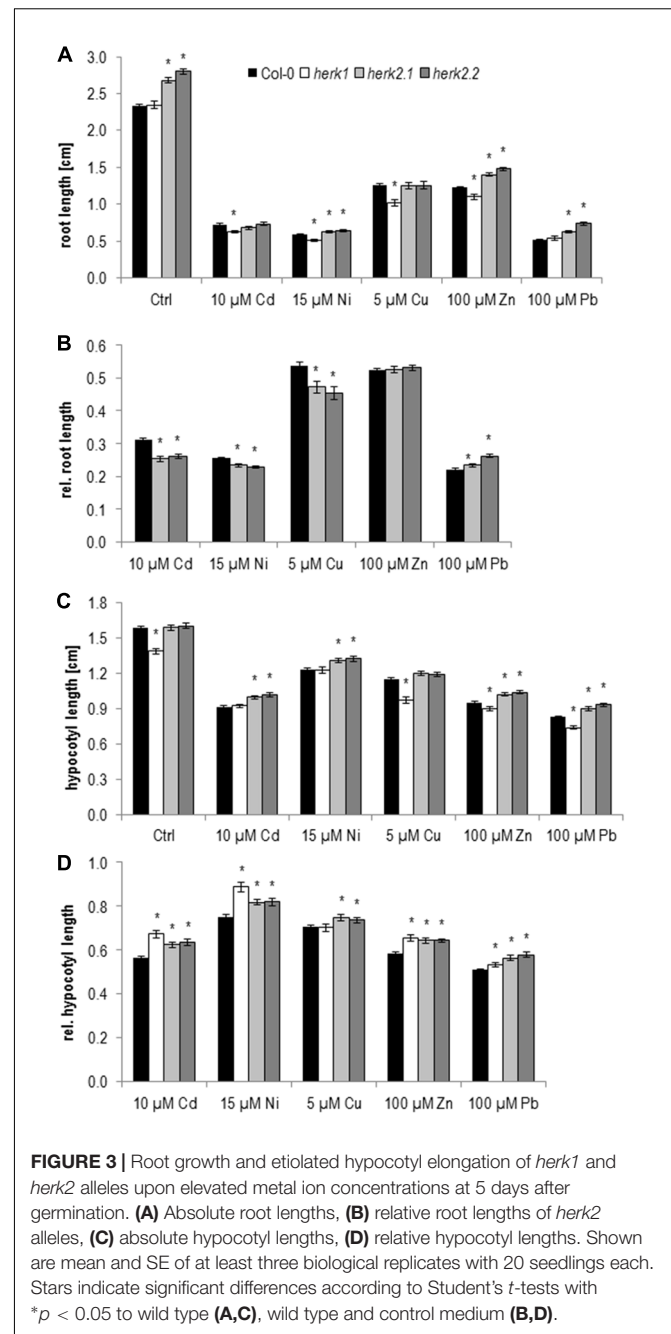 A
Col-0 herk1 herk2.1 herk2.2
root length [cm]
3.0
2.5
2.0
1.5
1.0
0.5
0.0
* *
*
* * *
*
* * *
* *
Ctrl 10 µM Cd 15 µM Ni 5 µM Cu 100 µM Zn 100 µM Pb
B
rel. root length
0.6
0.5
0.4
0.3
0.2
0.1
0.0
* *
* *
* *
* *
10 µM Cd 15 µM Ni 5 µM Cu 100 µM Zn 100 µM Pb
C
hypocotyl length [cm]
1.8
1.5
1.2
0.9
0.6
0.3
0.0
*
* *
* *
*
* * *
* * *
Ctrl 10 µM Cd 15 µM Ni 5 µM Cu 100 µM Zn 100 µM Pb
D
rel. hypocotyl length
1.0
0.8
0.6
0.4
0.2
0.0
* * *
* * *
* *
* * *
* * *
10 µM Cd 15 µM Ni 5 µM Cu 100 µM Zn 100 µM Pb
FIGURE 3 | Root growth and etiolated hypocotyl elongation of herk1 and
herk2 alleles upon elevated metal ion concentrations at 5 days after
germination. (A) Absolute root lengths, (B) relative root lengths of herk2
alleles, (C) absolute hypocotyl lengths, (D) relative hypocotyl lengths. Shown
are mean and SE of at least three biological replicates with 20 seedlings each.
Stars indicate significant differences according to Student's t-tests with
*p < 0.05 to wild type (A,C), wild type and control medium (B,D).